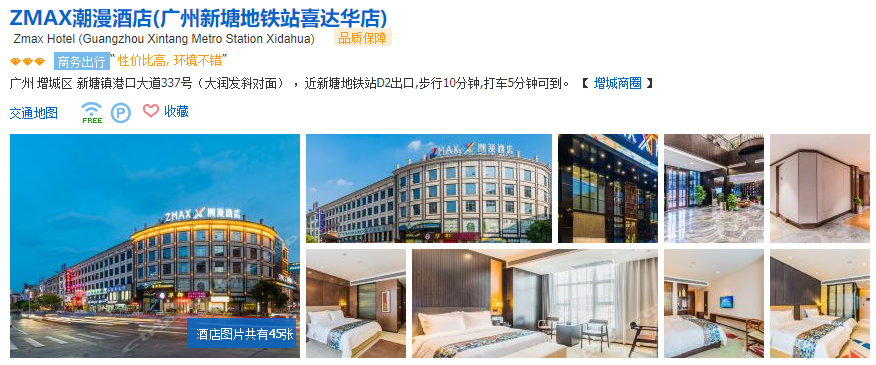 ZMAX潮漫酒店(广州新塘地铁站喜达华店)
Zmax Hotel (Guangzhou Xintang Metro Station Xidahua) 品质保障
商务出行 “性价比高, 环境不错”
广州 增城区 新塘镇港口大道337号（大润发斜对面），近新塘地铁站D2出口,步行10分钟,打车5分钟可到。【 增城商圈 】
交通地图 FREE P 收藏
ZMAX 潮漫酒店
ZMAX 潮漫酒店
酒店图片共有45张